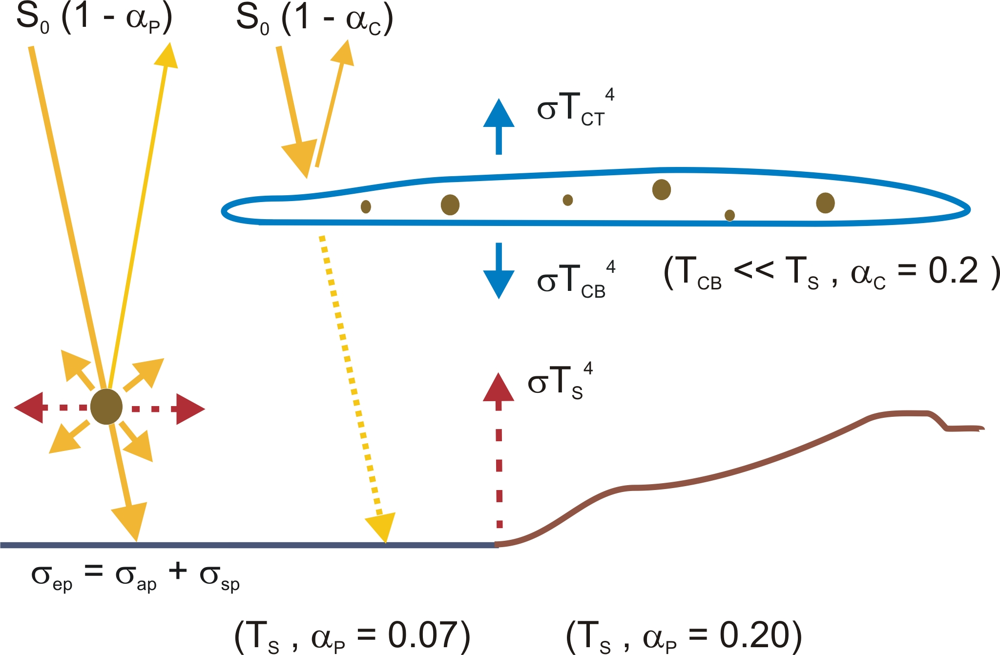 S₀ (1 - αP) S₀ (1 - αC)
σTCT⁴
σTCB⁴ (TCB << TS , αC = 0.2 )
σTS⁴
σep = σap + σsp
(TS , αP = 0.07) (TS , αP = 0.20)